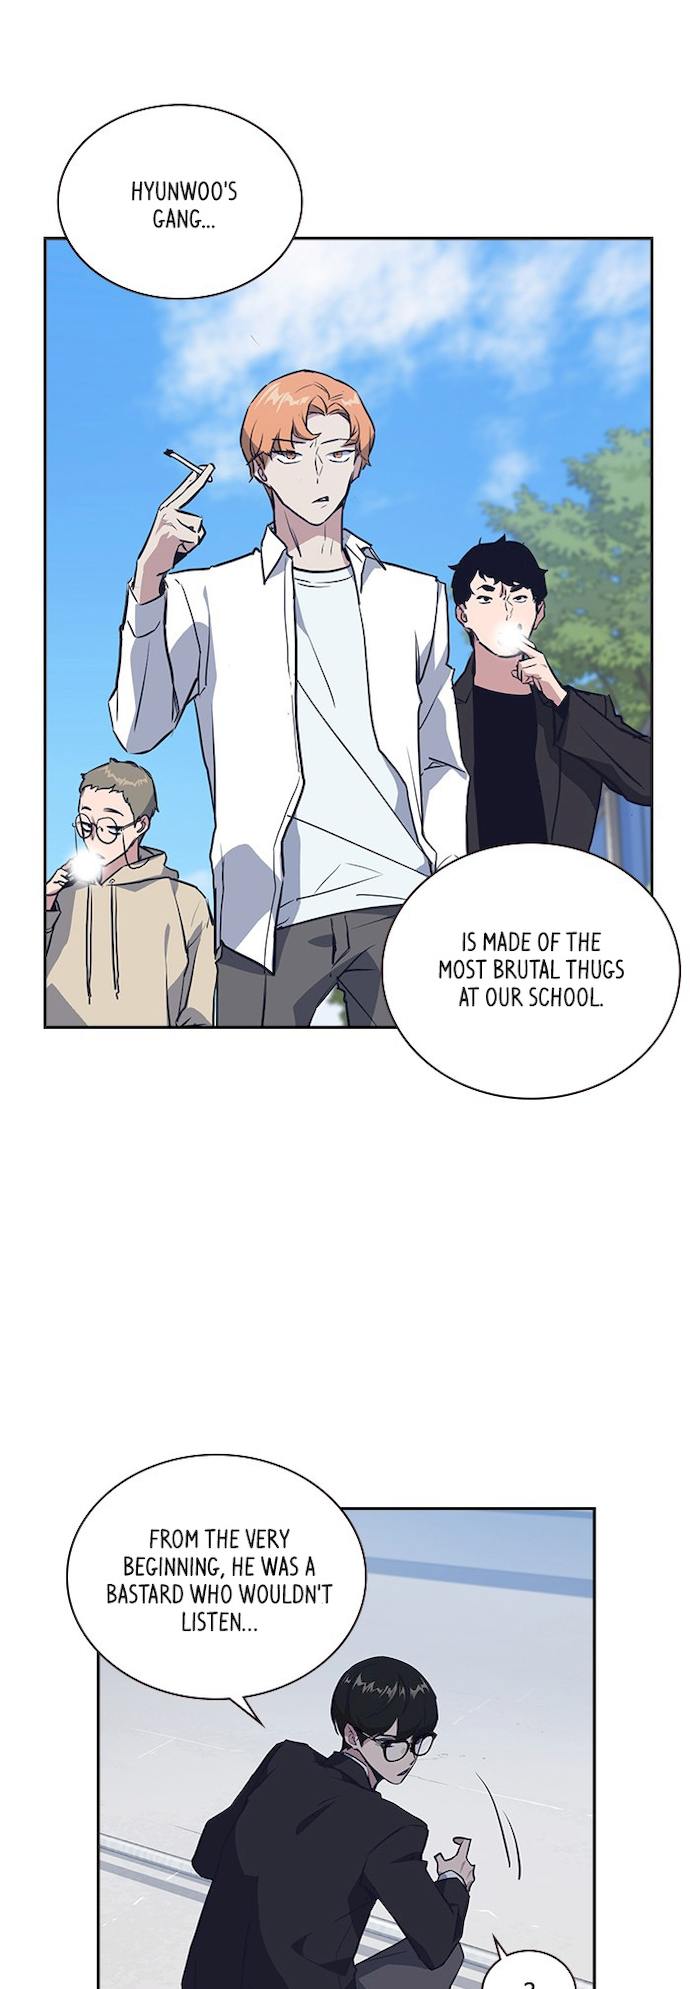 HYUNWOO'S
GANG...
IS MADE OF THE
MOST BRUTAL THUGS
AT OUR SCHOOL.
FROM THE VERY
BEGINNING, HE WAS A
BASTARD WHO WOULDN'T
LISTEN...